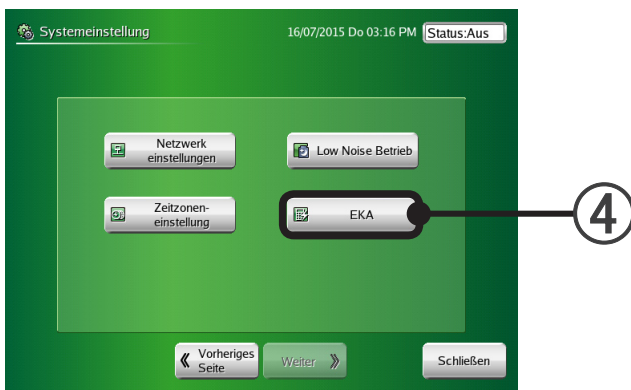 Systemeinstellung
16/07/2015 Do 03:16 PM
Status:Aus
Netzwerk
einstellungen
Low Noise Betrieb
Zeitzonen-
einstellung
EKA
4
Vorheriges
Seite
Weiter
Schließen